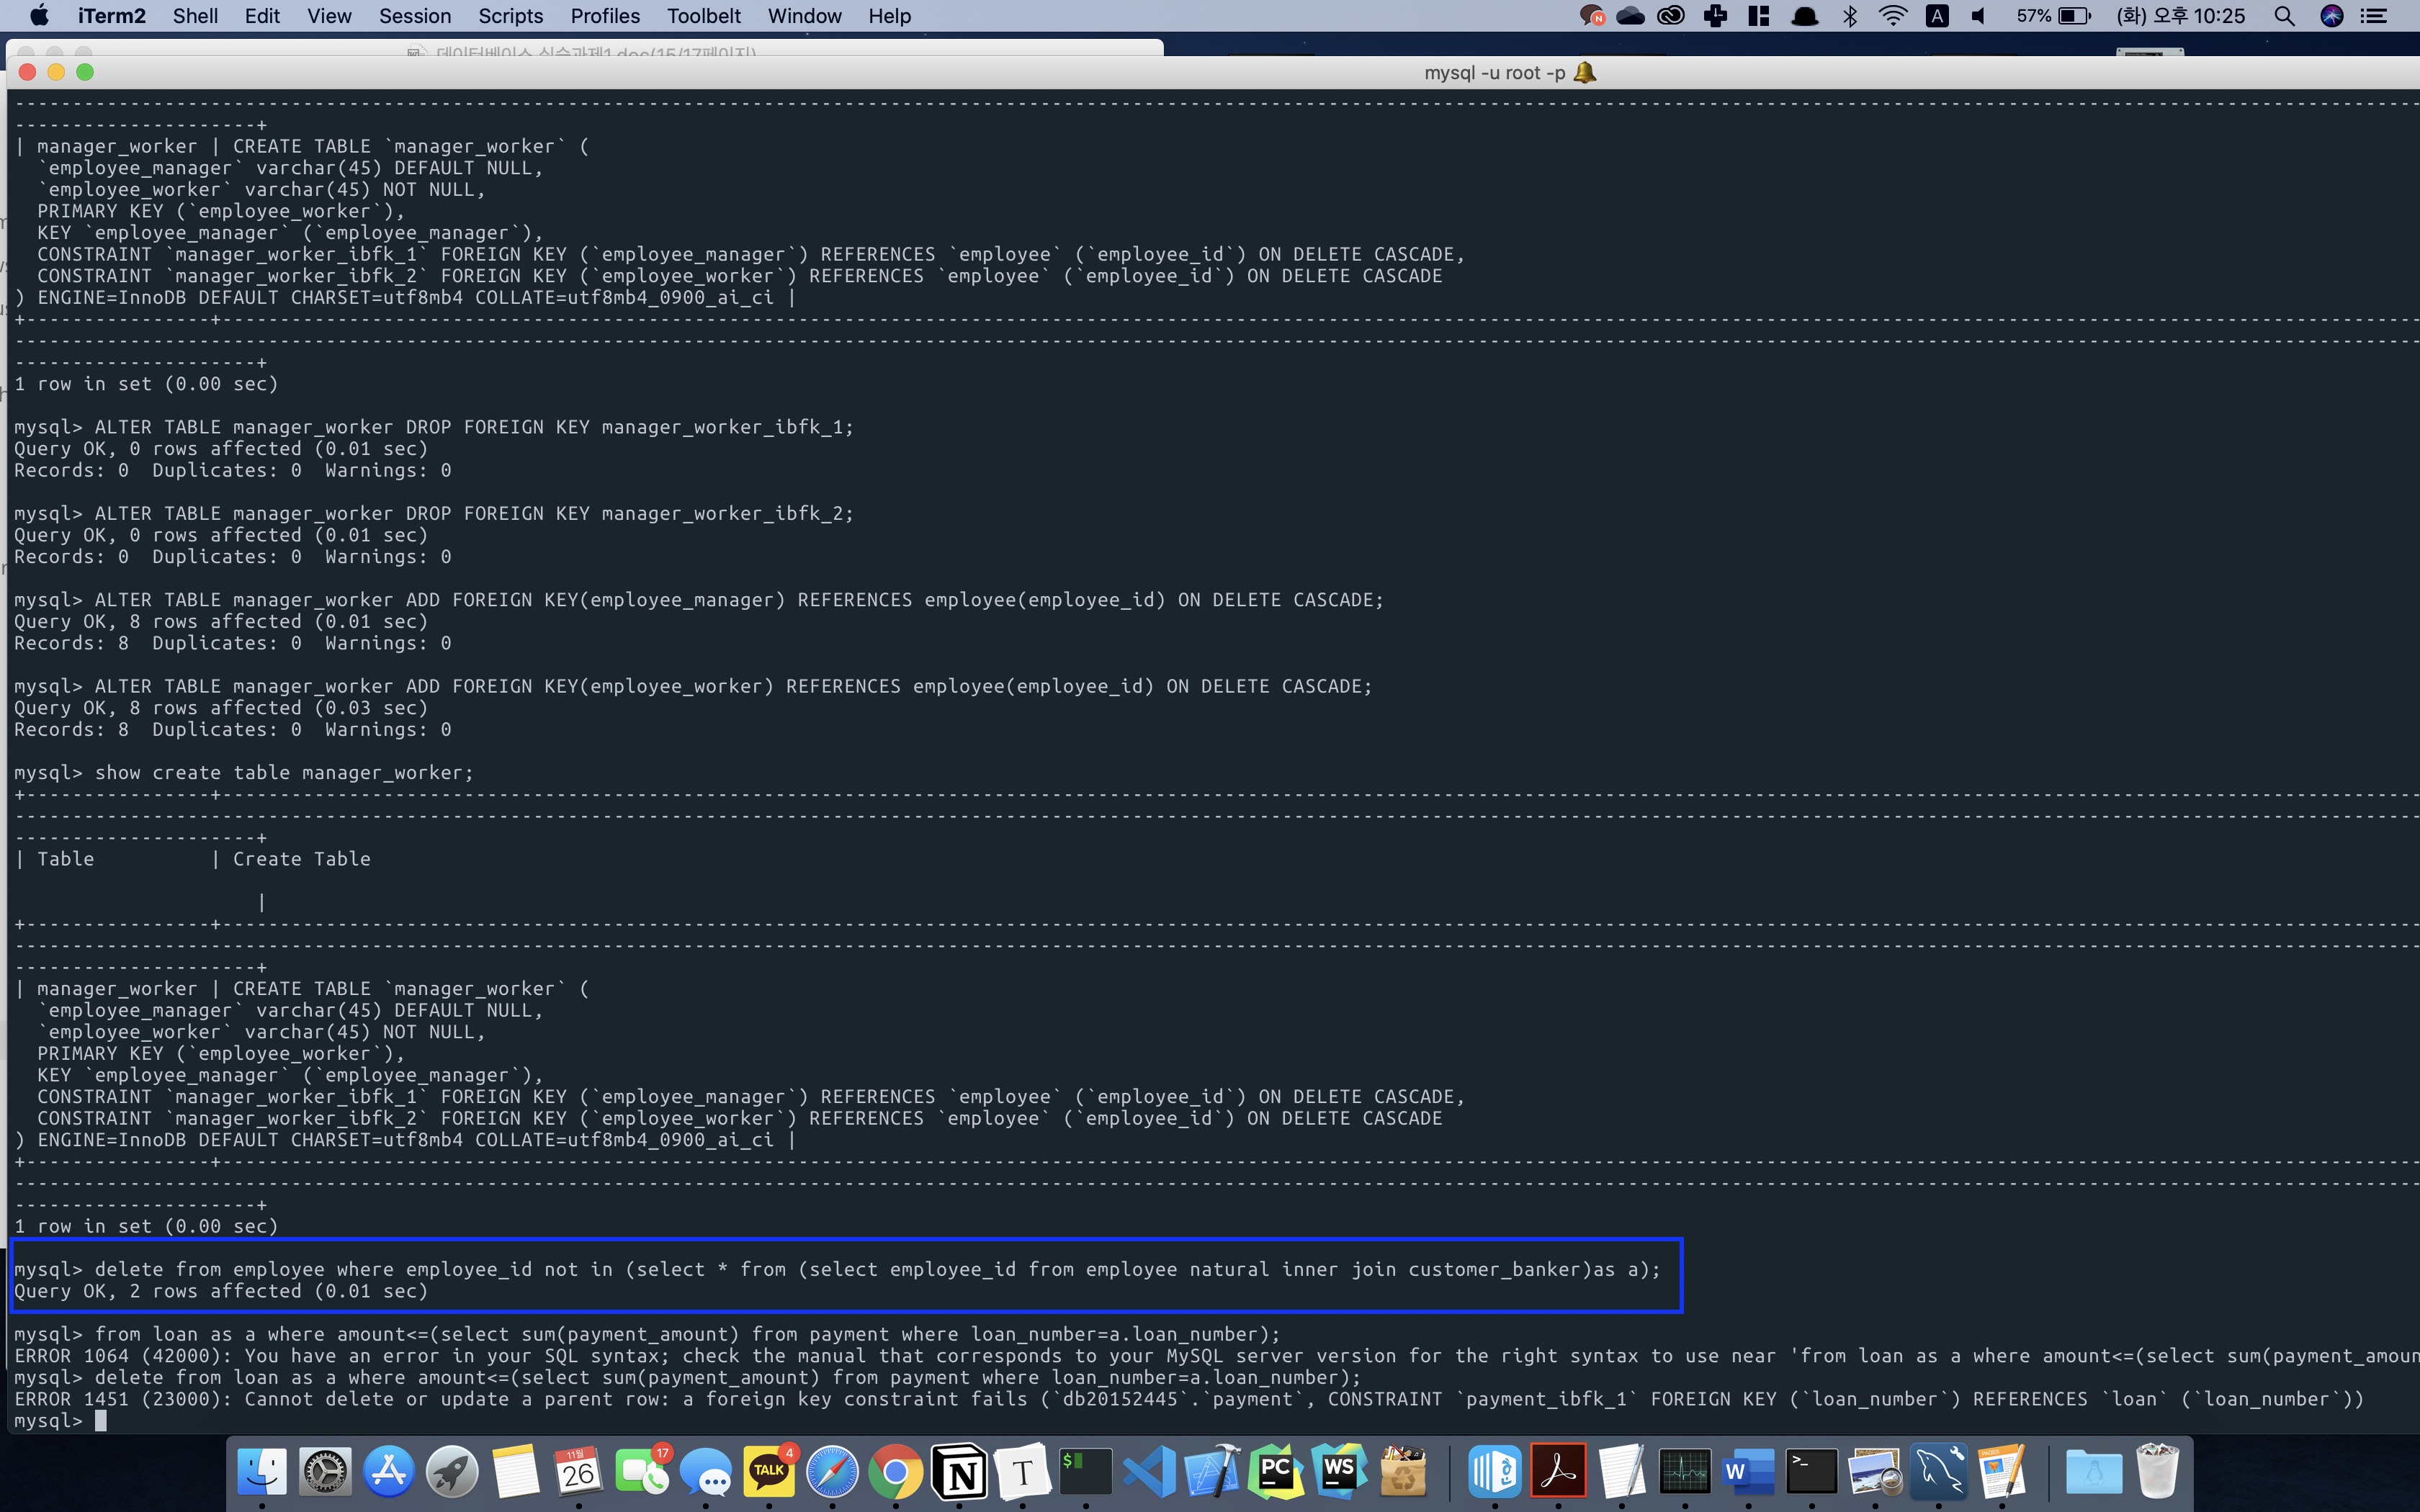 iTerm2 Shell Edit View Session Scripts Profiles Toolbelt Window Help 57% (화) 오후 10:25
데이터베이스 실습과제1.doc(15/17페이지)
mysql -u root -p
---------------------+
| manager_worker | CREATE TABLE `manager_worker` (
`employee_manager` varchar(45) DEFAULT NULL,
`employee_worker` varchar(45) NOT NULL,
PRIMARY KEY (`employee_worker`),
KEY `employee_manager` (`employee_manager`),
CONSTRAINT `manager_worker_ibfk_1` FOREIGN KEY (`employee_manager`) REFERENCES `employee` (`employee_id`) ON DELETE CASCADE,
CONSTRAINT `manager_worker_ibfk_2` FOREIGN KEY (`employee_worker`) REFERENCES `employee` (`employee_id`) ON DELETE CASCADE
) ENGINE=InnoDB DEFAULT CHARSET=utf8mb4 COLLATE=utf8mb4_0900_ai_ci |
---------------------+
1 row in set (0.00 sec)
mysql> ALTER TABLE manager_worker DROP FOREIGN KEY manager_worker_ibfk_1;
Query OK, 0 rows affected (0.01 sec)
Records: 0 Duplicates: 0 Warnings: 0
mysql> ALTER TABLE manager_worker DROP FOREIGN KEY manager_worker_ibfk_2;
Query OK, 0 rows affected (0.01 sec)
Records: 0 Duplicates: 0 Warnings: 0
mysql> ALTER TABLE manager_worker ADD FOREIGN KEY(employee_manager) REFERENCES employee(employee_id) ON DELETE CASCADE;
Query OK, 8 rows affected (0.01 sec)
Records: 8 Duplicates: 0 Warnings: 0
mysql> ALTER TABLE manager_worker ADD FOREIGN KEY(employee_worker) REFERENCES employee(employee_id) ON DELETE CASCADE;
Query OK, 8 rows affected (0.03 sec)
Records: 8 Duplicates: 0 Warnings: 0
mysql> show create table manager_worker;
---------------------+
| Table | Create Table
|
---------------------+
| manager_worker | CREATE TABLE `manager_worker` (
`employee_manager` varchar(45) DEFAULT NULL,
`employee_worker` varchar(45) NOT NULL,
PRIMARY KEY (`employee_worker`),
KEY `employee_manager` (`employee_manager`),
CONSTRAINT `manager_worker_ibfk_1` FOREIGN KEY (`employee_manager`) REFERENCES `employee` (`employee_id`) ON DELETE CASCADE,
CONSTRAINT `manager_worker_ibfk_2` FOREIGN KEY (`employee_worker`) REFERENCES `employee` (`employee_id`) ON DELETE CASCADE
) ENGINE=InnoDB DEFAULT CHARSET=utf8mb4 COLLATE=utf8mb4_0900_ai_ci |
---------------------+
1 row in set (0.00 sec)
mysql> delete from employee where employee_id not in (select * from (select employee_id from employee natural inner join customer_banker)as a);
Query OK, 2 rows affected (0.01 sec)
mysql> from loan as a where amount<=(select sum(payment_amount) from payment where loan_number=a.loan_number);
ERROR 1064 (42000): You have an error in your SQL syntax; check the manual that corresponds to your MySQL server version for the right syntax to use near 'from loan as a where amount<=(select sum(payment_amoun
mysql> delete from loan as a where amount<=(select sum(payment_amount) from payment where loan_number=a.loan_number);
ERROR 1451 (23000): Cannot delete or update a parent row: a foreign key constraint fails (`db20152445`.`payment`, CONSTRAINT `payment_ibfk_1` FOREIGN KEY (`loan_number`) REFERENCES `loan` (`loan_number`))
mysql>
11월 26 17 TALK 4 N T $ PC WS W >_ PAGES